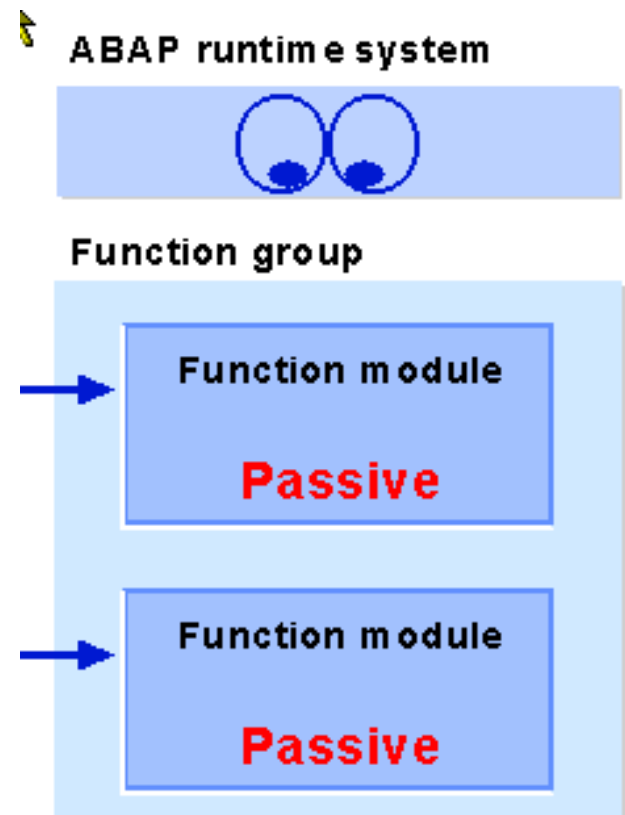 ABAP runtime system
Function group
Function module
Passive
Function module
Passive